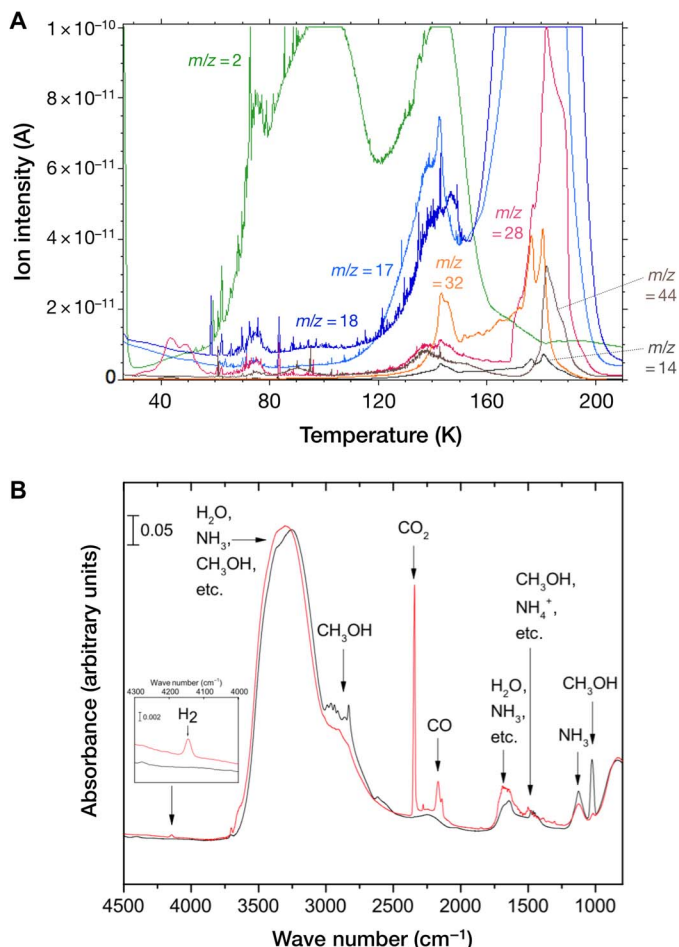 A
1 × 10⁻¹⁰
8 × 10⁻¹¹
6 × 10⁻¹¹
4 × 10⁻¹¹
2 × 10⁻¹¹
0
Ion intensity (A)
m/z = 2
m/z = 17
m/z = 18
m/z
= 32
m/z
= 28
m/z
= 44
m/z
= 14
40 80 120 160 200
Temperature (K)
B
0.05
H₂O,
NH₃,
CH₃OH,
etc.
CH₃OH
CO₂
CO
CH₃OH,
NH₄⁺,
etc.
H₂O,
NH₃,
etc.
NH₃
CH₃OH
Wave number (cm⁻¹)
4300 4200 4100 4000
0.002
H₂
Absorbance (arbitrary units)
4500 4000 3500 3000 2500 2000 1500 1000
Wave number (cm⁻¹)